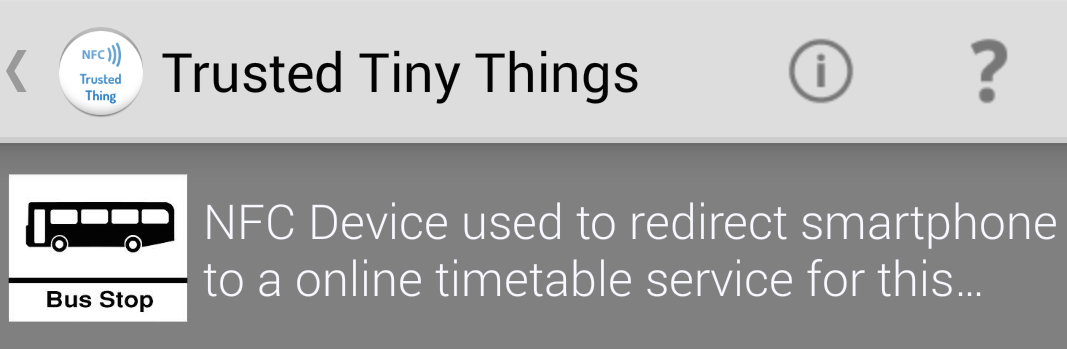 NFC
Trusted
Thing
Trusted Tiny Things
i
?
Bus Stop
NFC Device used to redirect smartphone
to a online timetable service for this...